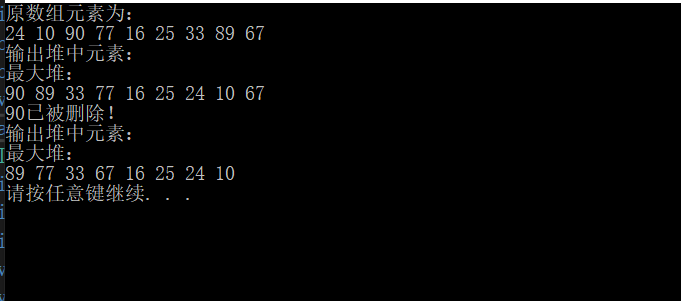 原数组元素为：
24 10 90 77 16 25 33 89 67
输出堆中元素：
最大堆：
90 89 33 77 16 25 24 10 67
90已被删除！
输出堆中元素：
最大堆：
89 77 33 67 16 25 24 10
请按任意键继续. . .